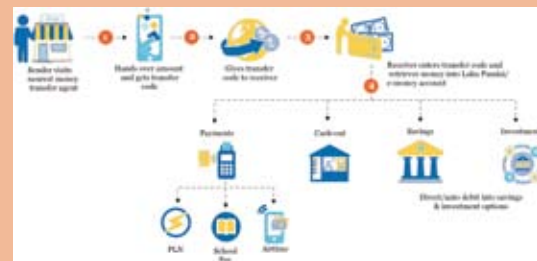 Sender visits
nearest money
transfer agent
Hands over amount
and gets transfer
code
Gives transfer
code to receiver
Receiver enters transfer code and
retrieves money into Laku Pandai/
e-money account
Payments
Cash-out
Savings
Investment
Direct/auto debit into savings
& investment options
PLN
School
Fee
Airtime